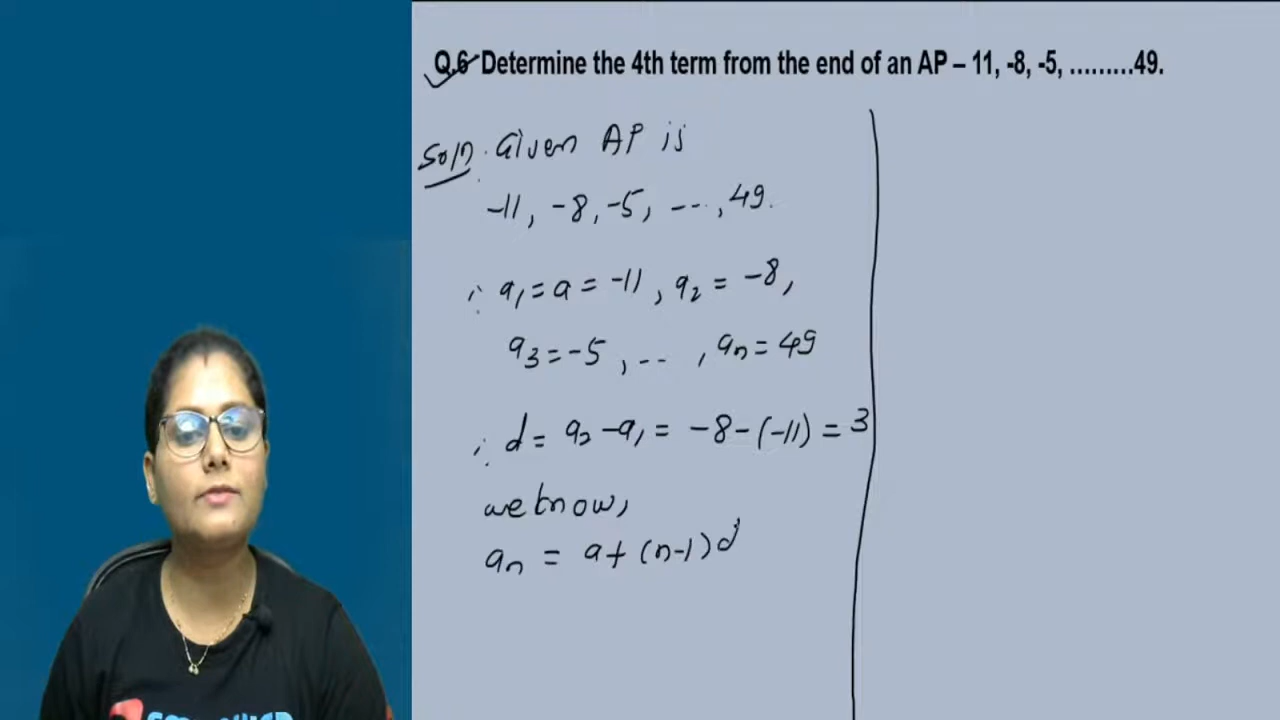 Q.6 Determine the 4th term from the end of an AP – 11, -8, -5, ………49.
Soln. Given AP is
-11, -8, -5, ---, 49.
∴ a₁ = a = -11, a₂ = -8,
a₃ = -5, --, aₙ = 49
∴ d = a₂ - a₁ = -8 - (-11) = 3
we know,
aₙ = a + (n-1)d